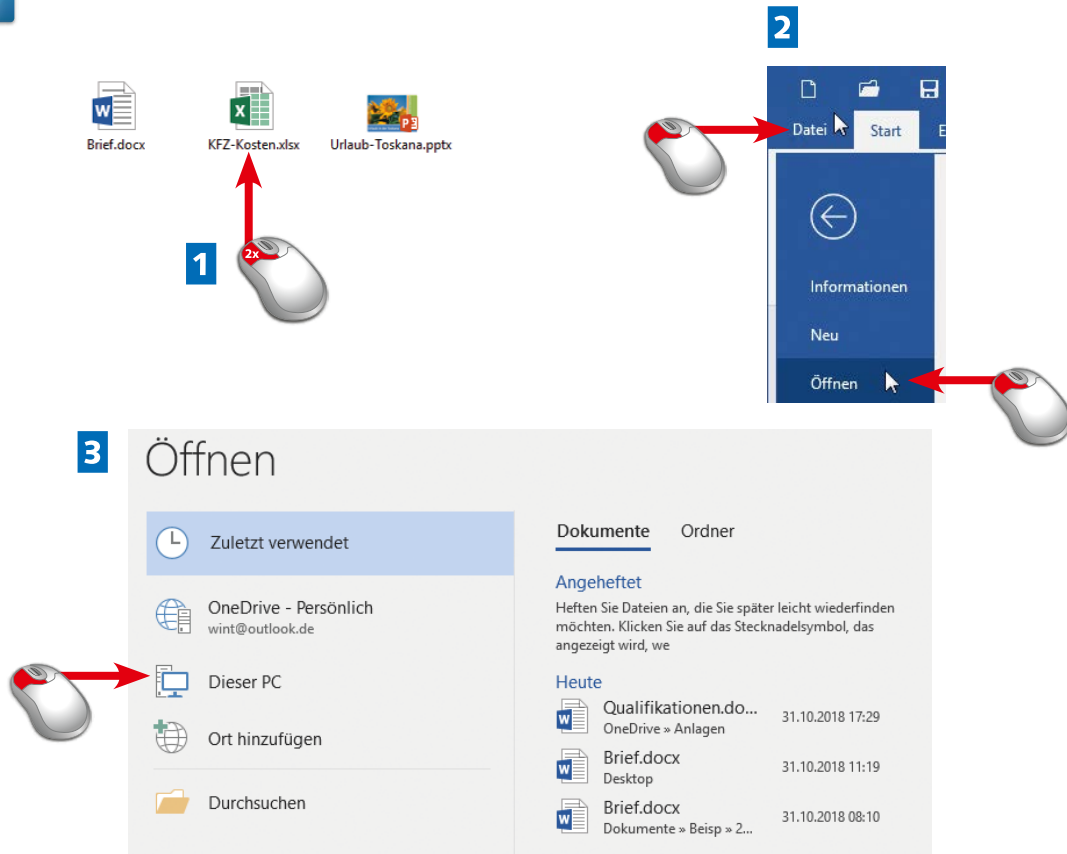 Brief.docx
KFZ-Kosten.xlsx
Urlaub-Toskana.pptx
1
2x
2
Datei
Start
E
Informationen
Neu
Öffnen
3
Öffnen
Zuletzt verwendet
OneDrive - Persönlich
wint@outlook.de
Dieser PC
Ort hinzufügen
Durchsuchen
Dokumente
Ordner
Angeheftet
Heften Sie Dateien an, die Sie später leicht wiederfinden
möchten. Klicken Sie auf das Stecknadelsymbol, das
angezeigt wird, we
Heute
Qualifikationen.do...
31.10.2018 17:29
OneDrive » Anlagen
Brief.docx
31.10.2018 11:19
Desktop
Brief.docx
31.10.2018 08:10
Dokumente » Beisp » 2...